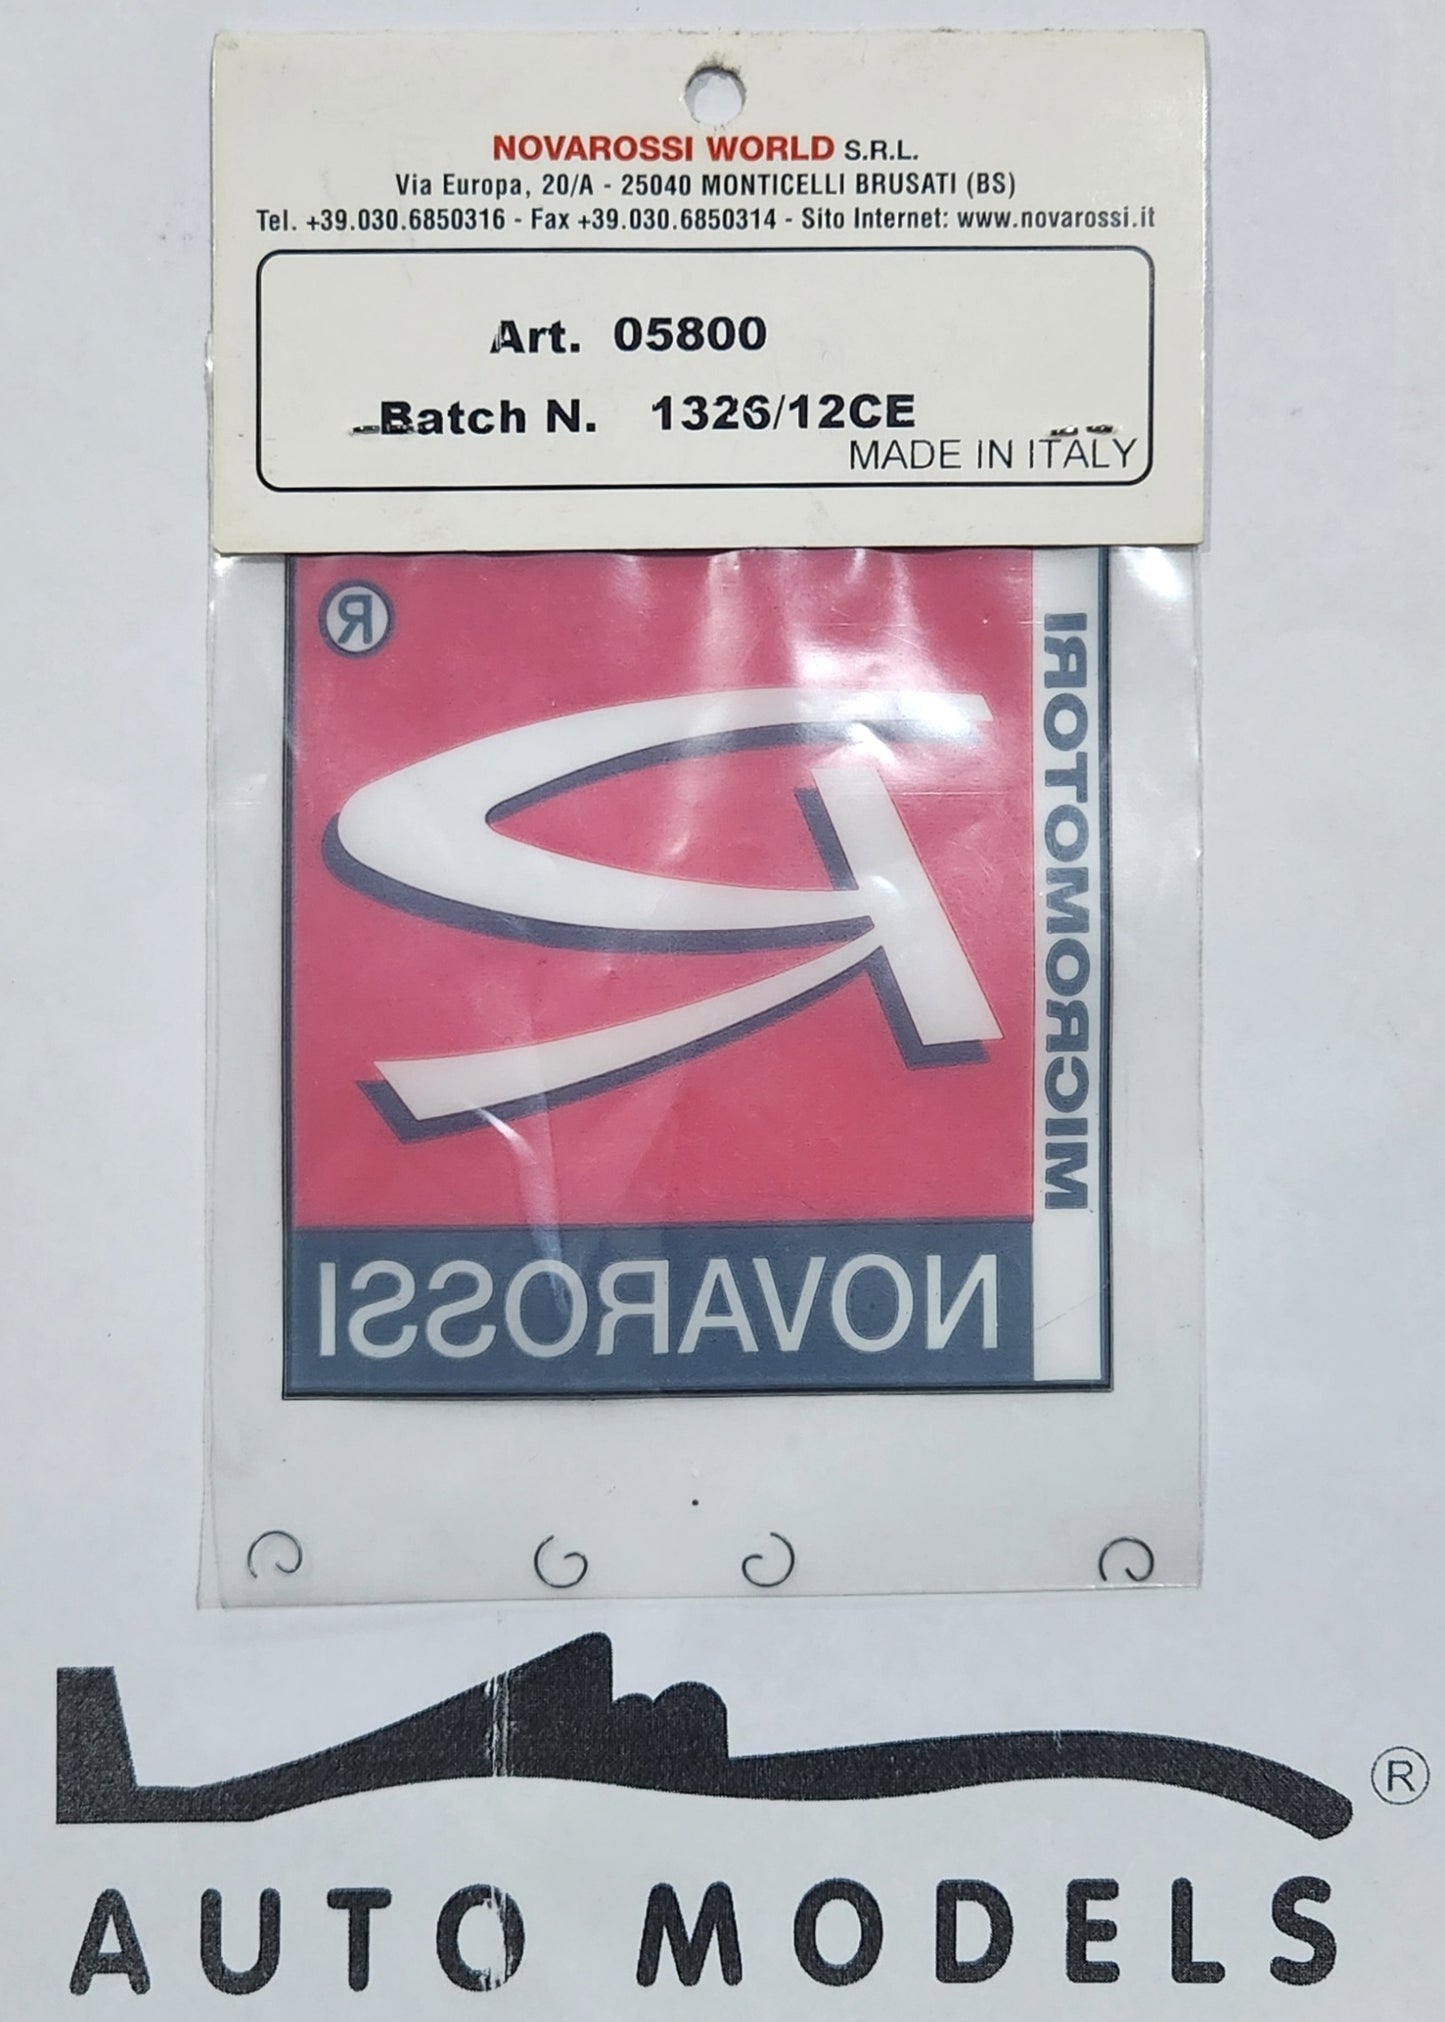 NOVAROSSI WORLD S.R.L.
Via Europa, 20/A - 25040 MONTICELLI BRUSATI (BS)
Tel. +39.030.6850316 - Fax +39.030.6850314 - Sito Internet: www.novarossi.it
Art. 05800
Batch N. 1326/12CE
MADE IN ITALY
®
MICROMOTORI
NOVAROSSI
®
AUTO MODELS